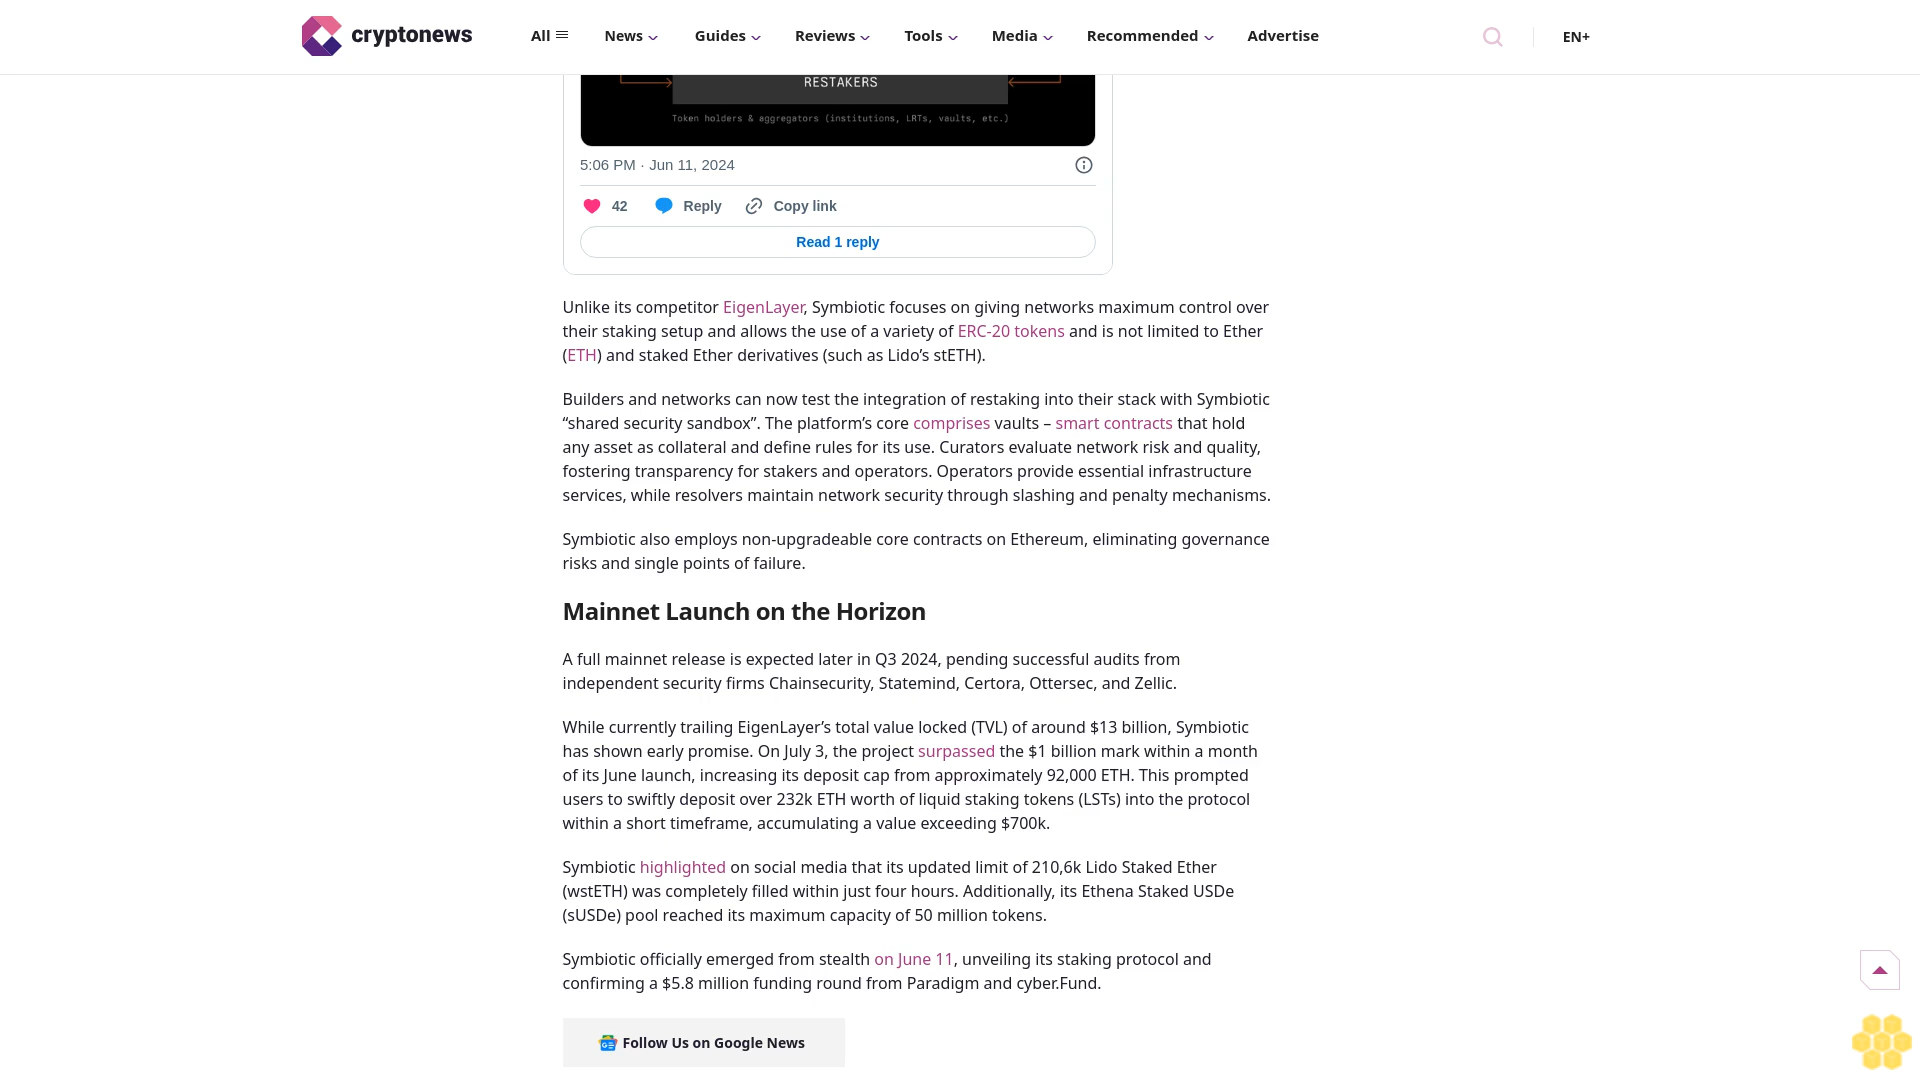 cryptonews
All
News
Guides
Reviews
Tools
Media
Recommended
Advertise
EN+
RESTAKERS
Token holders & aggregators (institutions, LRTs, vaults, etc.)
5:06 PM · Jun 11, 2024
42
Reply
Copy link
Read 1 reply
Unlike its competitor EigenLayer, Symbiotic focuses on giving networks maximum control over
their staking setup and allows the use of a variety of ERC-20 tokens and is not limited to Ether
(ETH) and staked Ether derivatives (such as Lido’s stETH).
Builders and networks can now test the integration of restaking into their stack with Symbiotic
“shared security sandbox”. The platform’s core comprises vaults – smart contracts that hold
any asset as collateral and define rules for its use. Curators evaluate network risk and quality,
fostering transparency for stakers and operators. Operators provide essential infrastructure
services, while resolvers maintain network security through slashing and penalty mechanisms.
Symbiotic also employs non-upgradeable core contracts on Ethereum, eliminating governance
risks and single points of failure.
Mainnet Launch on the Horizon
A full mainnet release is expected later in Q3 2024, pending successful audits from
independent security firms Chainsecurity, Statemind, Certora, Ottersec, and Zellic.
While currently trailing EigenLayer’s total value locked (TVL) of around $13 billion, Symbiotic
has shown early promise. On July 3, the project surpassed the $1 billion mark within a month
of its June launch, increasing its deposit cap from approximately 92,000 ETH. This prompted
users to swiftly deposit over 232k ETH worth of liquid staking tokens (LSTs) into the protocol
within a short timeframe, accumulating a value exceeding $700k.
Symbiotic highlighted on social media that its updated limit of 210,6k Lido Staked Ether
(wstETH) was completely filled within just four hours. Additionally, its Ethena Staked USDe
(sUSDe) pool reached its maximum capacity of 50 million tokens.
Symbiotic officially emerged from stealth on June 11, unveiling its staking protocol and
confirming a $5.8 million funding round from Paradigm and cyber.Fund.
Follow Us on Google News